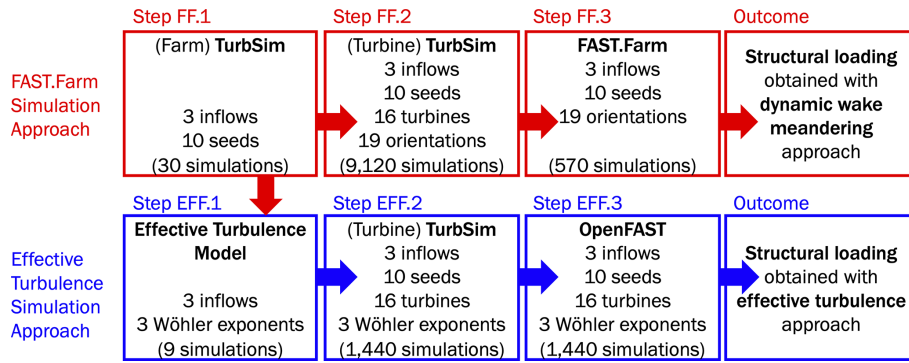 Step FF.1
Step FF.2
Step FF.3
Outcome
FAST.Farm
Simulation
Approach
(Farm) TurbSim
3 inflows
10 seeds
(30 simulations)
(Turbine) TurbSim
3 inflows
10 seeds
16 turbines
19 orientations
(9,120 simulations)
FAST.Farm
3 inflows
10 seeds
19 orientations
(570 simulations)
Structural loading
obtained with
dynamic wake
meandering
approach
Step EFF.1
Step EFF.2
Step EFF.3
Outcome
Effective
Turbulence
Simulation
Approach
Effective Turbulence
Model
3 inflows
3 Wöhler exponents
(9 simulations)
(Turbine) TurbSim
3 inflows
10 seeds
16 turbines
3 Wöhler exponents
(1,440 simulations)
OpenFAST
3 inflows
10 seeds
16 turbines
3 Wöhler exponents
(1,440 simulations)
Structural loading
obtained with
effective turbulence
approach